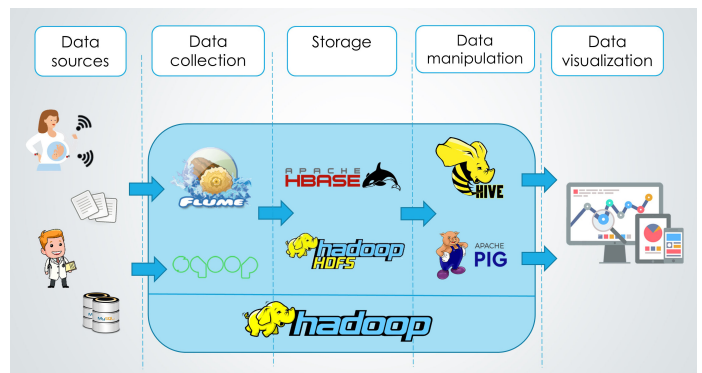 Data
sources
Data
collection
Storage
Data
manipulation
Data
visualization
FLUME
APACHE
HBASE
HIVE
sqoop
hadoop
HDFS
APACHE
PIG
hadoop